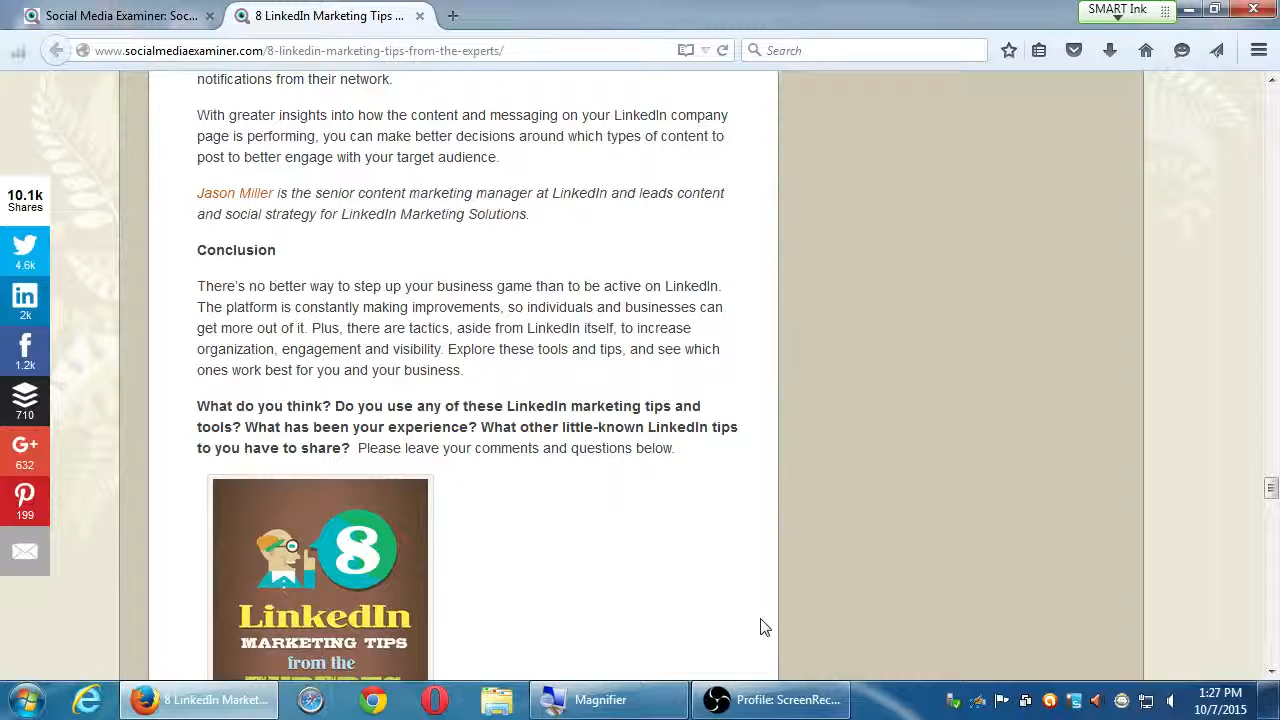 Social Media Examiner: Soc...
8 LinkedIn Marketing Tips ...
SMART Ink
www.socialmediaexaminer.com/8-linkedin-marketing-tips-from-the-experts/
Search
notifications from their network.
With greater insights into how the content and messaging on your LinkedIn company
page is performing, you can make better decisions around which types of content to
post to better engage with your target audience.
Jason Miller is the senior content marketing manager at LinkedIn and leads content
and social strategy for LinkedIn Marketing Solutions.
Conclusion
There's no better way to step up your business game than to be active on LinkedIn.
The platform is constantly making improvements, so individuals and businesses can
get more out of it. Plus, there are tactics, aside from LinkedIn itself, to increase
organization, engagement and visibility. Explore these tools and tips, and see which
ones work best for you and your business.
What do you think? Do you use any of these LinkedIn marketing tips and
tools? What has been your experience? What other little-known LinkedIn tips
to you have to share? Please leave your comments and questions below.
10.1k
Shares
4.6k
in
2k
f
1.2k
710
G+
632
199
8
LinkedIn
MARKETING TIPS
from the
8 LinkedIn Market...
Magnifier
Profile: ScreenRec...
1:27 PM
10/7/2015